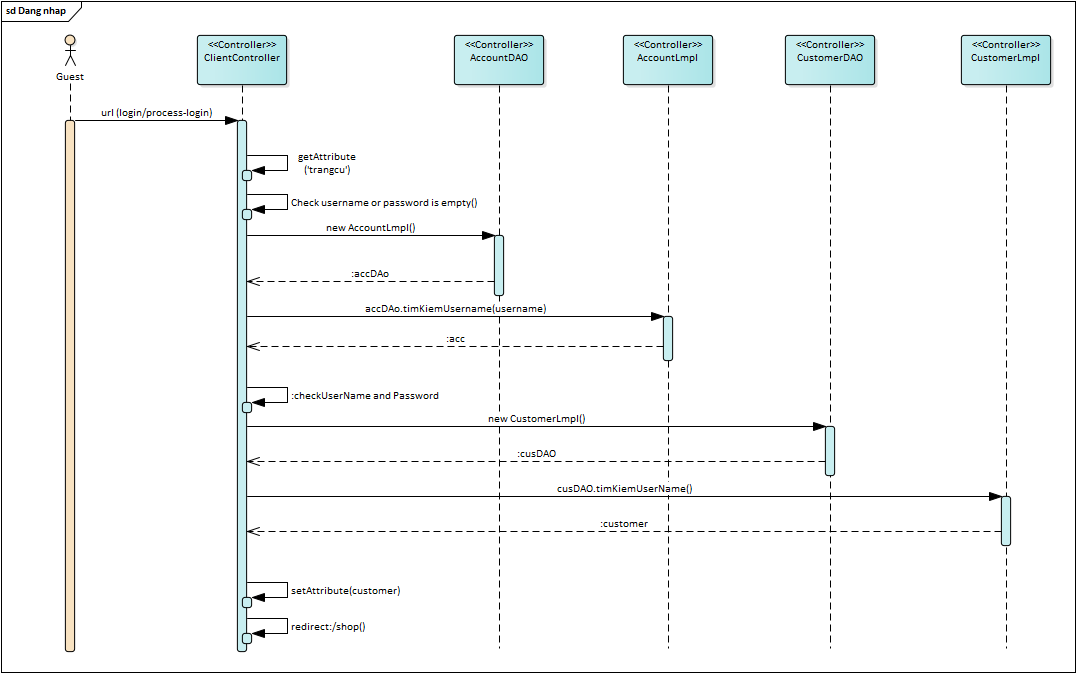 sd Dang nhap
<<Controller>>
ClientController
<<Controller>>
AccountDAO
<<Controller>>
AccountLmpl
<<Controller>>
CustomerDAO
<<Controller>>
CustomerLmpl
Guest
url (login/process-login)
getAttribute
('trangcu')
Check username or password is empty()
new AccountLmpl()
:accDAo
accDAo.timKiemUsername(username)
:acc
:checkUserName and Password
new CustomerLmpl()
:cusDAO
cusDAO.timKiemUserName()
:customer
setAttribute(customer)
redirect:/shop()